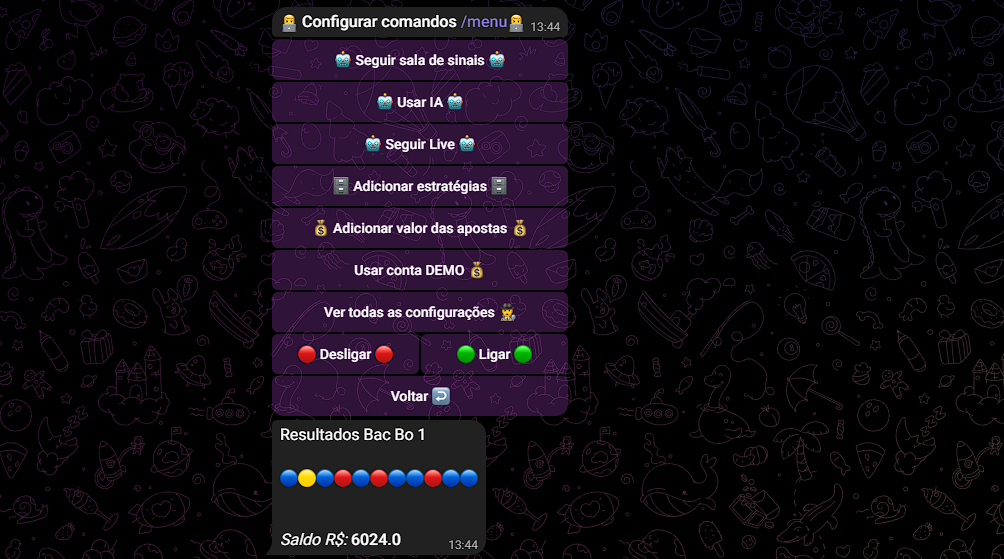 👩‍💻 Configurar comandos /menu👩‍💻 13:44
🤖 Seguir sala de sinais 🤖
🤖 Usar IA 🤖
🤖 Seguir Live 🤖
🗄️ Adicionar estratégias 🗄️
💰 Adicionar valor das apostas 💰
Usar conta DEMO 💰
Ver todas as configurações 🕵️
🔴 Desligar 🔴 🟢 Ligar 🟢
Voltar ↩️
Resultados Bac Bo 1
🔵🟡🔵🔴🔵🔴🔵🔵🔴🔵🔵
Saldo R$: 6024.0 13:44